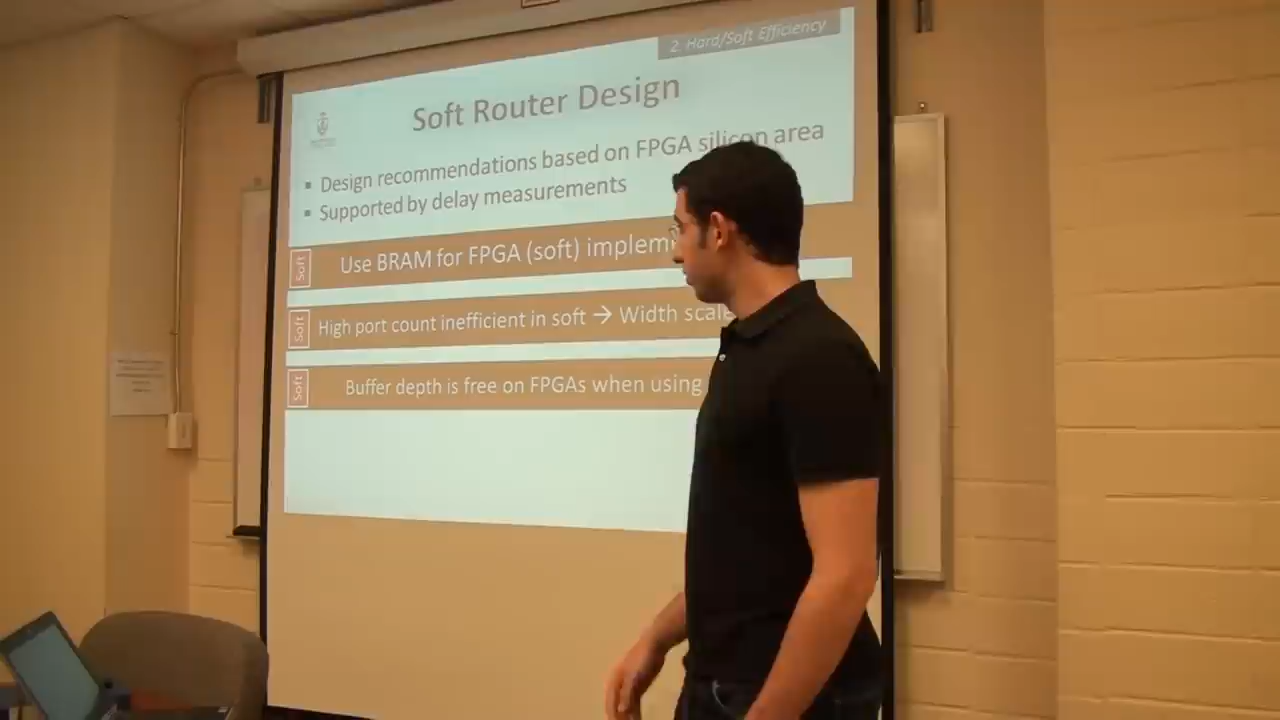 2. Hard/Soft Efficiency
Soft Router Design
▪ Design recommendations based on FPGA silicon area
▪ Supported by delay measurements
Soft Use BRAM for FPGA (soft) implem
Soft High port count inefficient in soft → Width scale
Soft Buffer depth is free on FPGAs when using